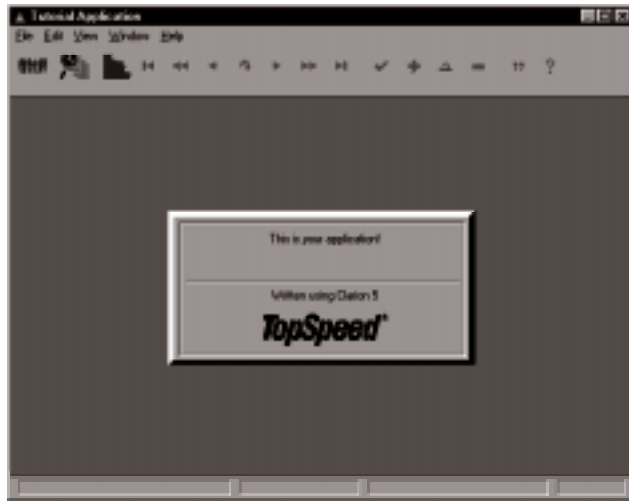 Tutorial Application
File Edit View Window Help
This is your application!
Written using Clarion 5
TopSpeed®